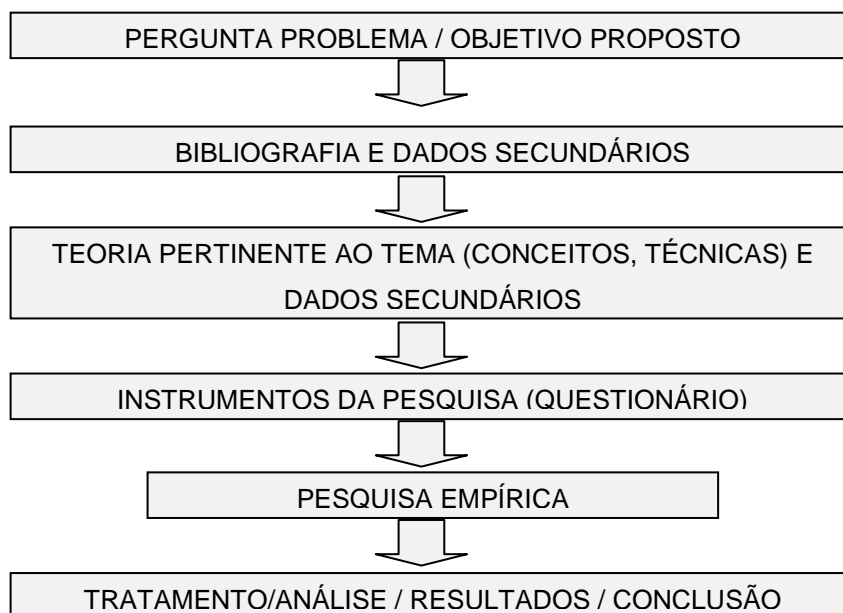 PERGUNTA PROBLEMA / OBJETIVO PROPOSTO
BIBLIOGRAFIA E DADOS SECUNDÁRIOS
TEORIA PERTINENTE AO TEMA (CONCEITOS, TÉCNICAS) E
DADOS SECUNDÁRIOS
INSTRUMENTOS DA PESQUISA (QUESTIONÁRIO)
PESQUISA EMPÍRICA
TRATAMENTO/ANÁLISE / RESULTADOS / CONCLUSÃO